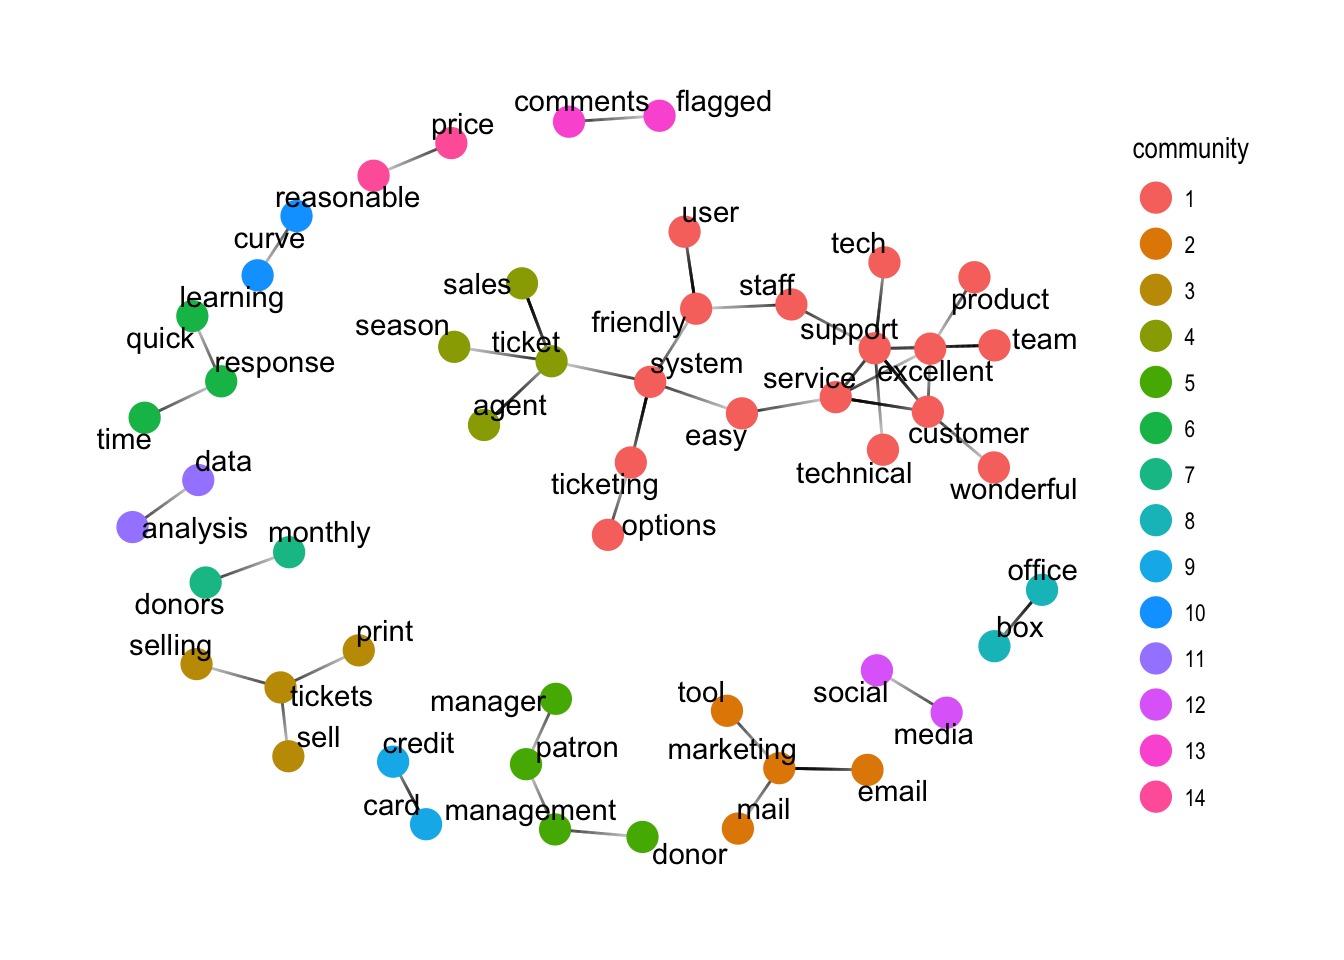 comments
flagged
price
reasonable
curve
learning
quick
response
time
data
analysis
monthly
donors
selling
print
tickets
sell
credit
card
manager
patron
management
donor
tool
marketing
mail
email
social
media
office
box
user
sales
season
ticket
agent
friendly
staff
system
easy
ticketing
options
tech
support
product
team
excellent
service
customer
technical
wonderful
community
1
2
3
4
5
6
7
8
9
10
11
12
13
14